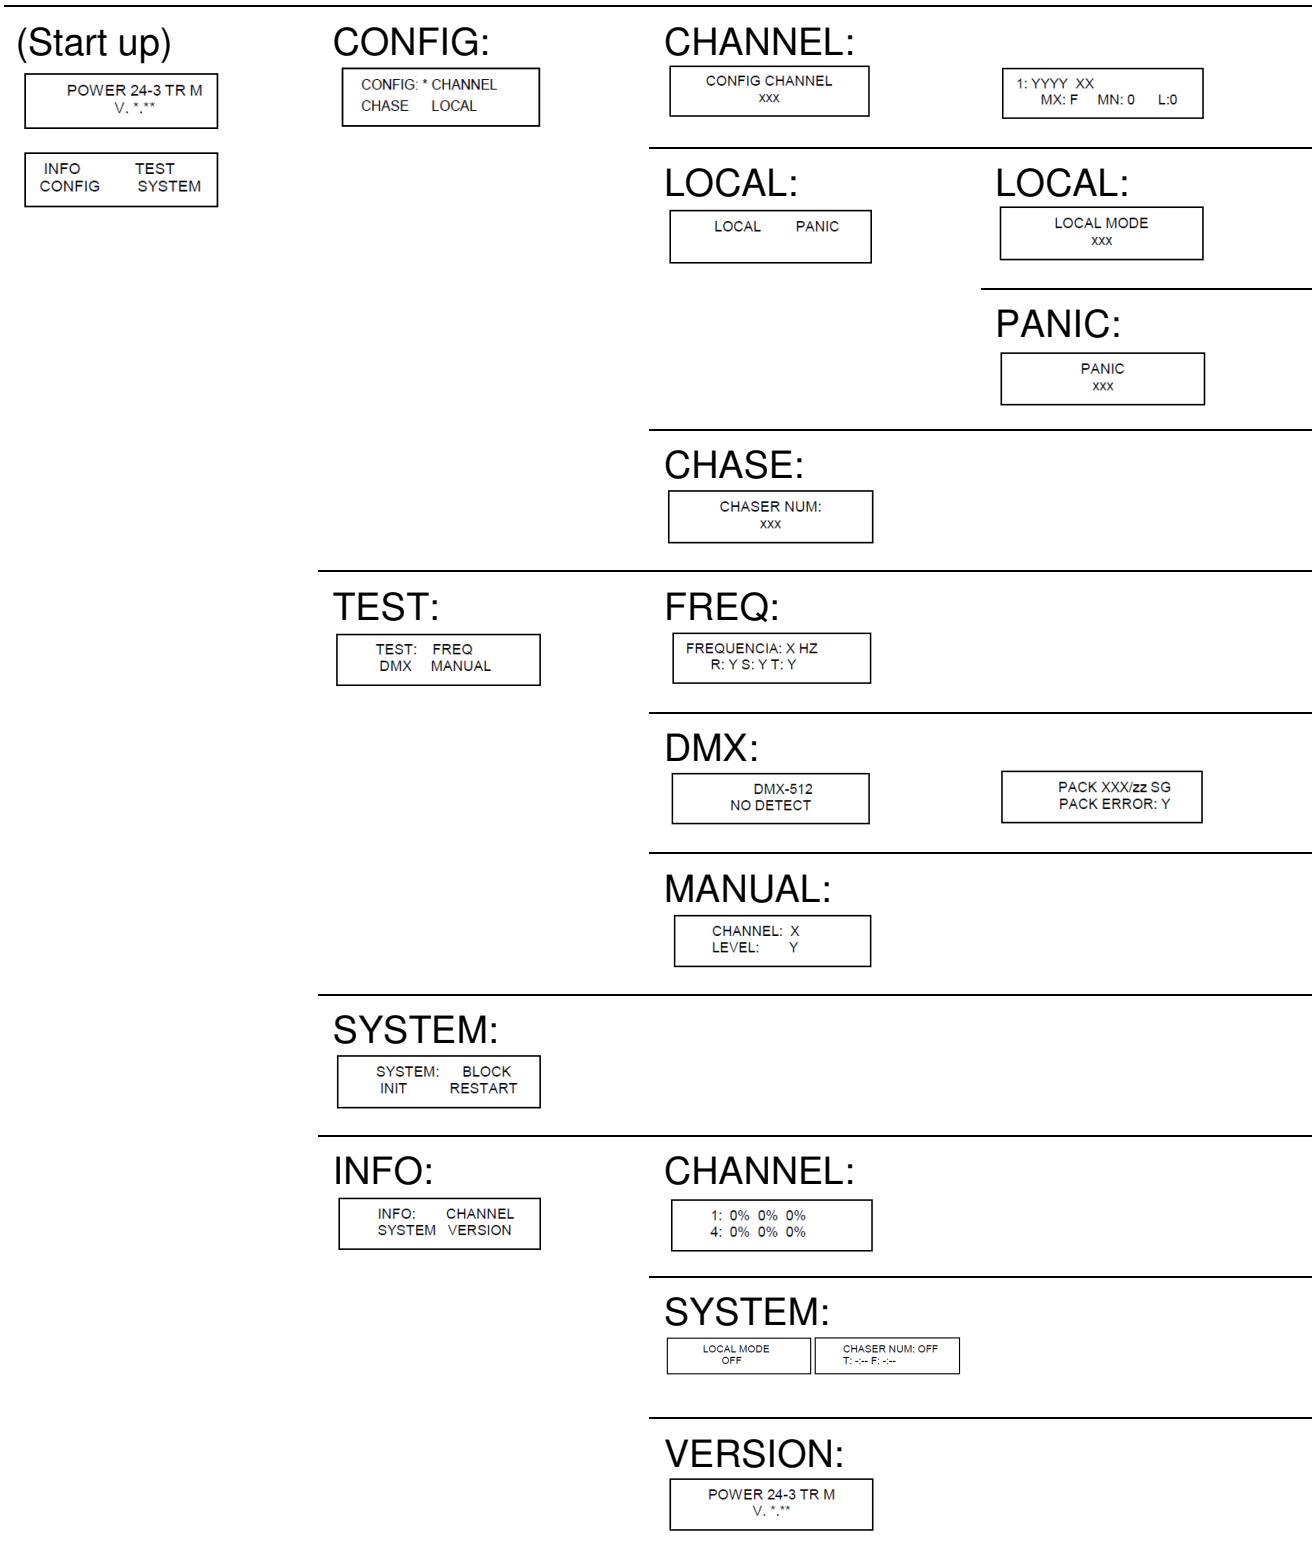 (Start up)
POWER 24-3 TR M
V. *.**
INFO TEST
CONFIG SYSTEM
CONFIG:
CONFIG: * CHANNEL
CHASE LOCAL
CHANNEL:
CONFIG CHANNEL
xxx
1: YYYY XX
MX: F MN: 0 L:0
LOCAL:
LOCAL PANIC
LOCAL:
LOCAL MODE
xxx
PANIC:
PANIC
xxx
CHASE:
CHASER NUM:
xxx
TEST:
TEST: FREQ
DMX MANUAL
FREQ:
FREQUENCIA: X HZ
R: Y S: Y T: Y
DMX:
DMX-512
NO DETECT
PACK XXX/zz SG
PACK ERROR: Y
MANUAL:
CHANNEL: X
LEVEL: Y
SYSTEM:
SYSTEM: BLOCK
INIT RESTART
INFO:
INFO: CHANNEL
SYSTEM VERSION
CHANNEL:
1: 0% 0% 0%
4: 0% 0% 0%
SYSTEM:
LOCAL MODE
OFF
CHASER NUM: OFF
T: -:-- F: -:--
VERSION:
POWER 24-3 TR M
V. *.**